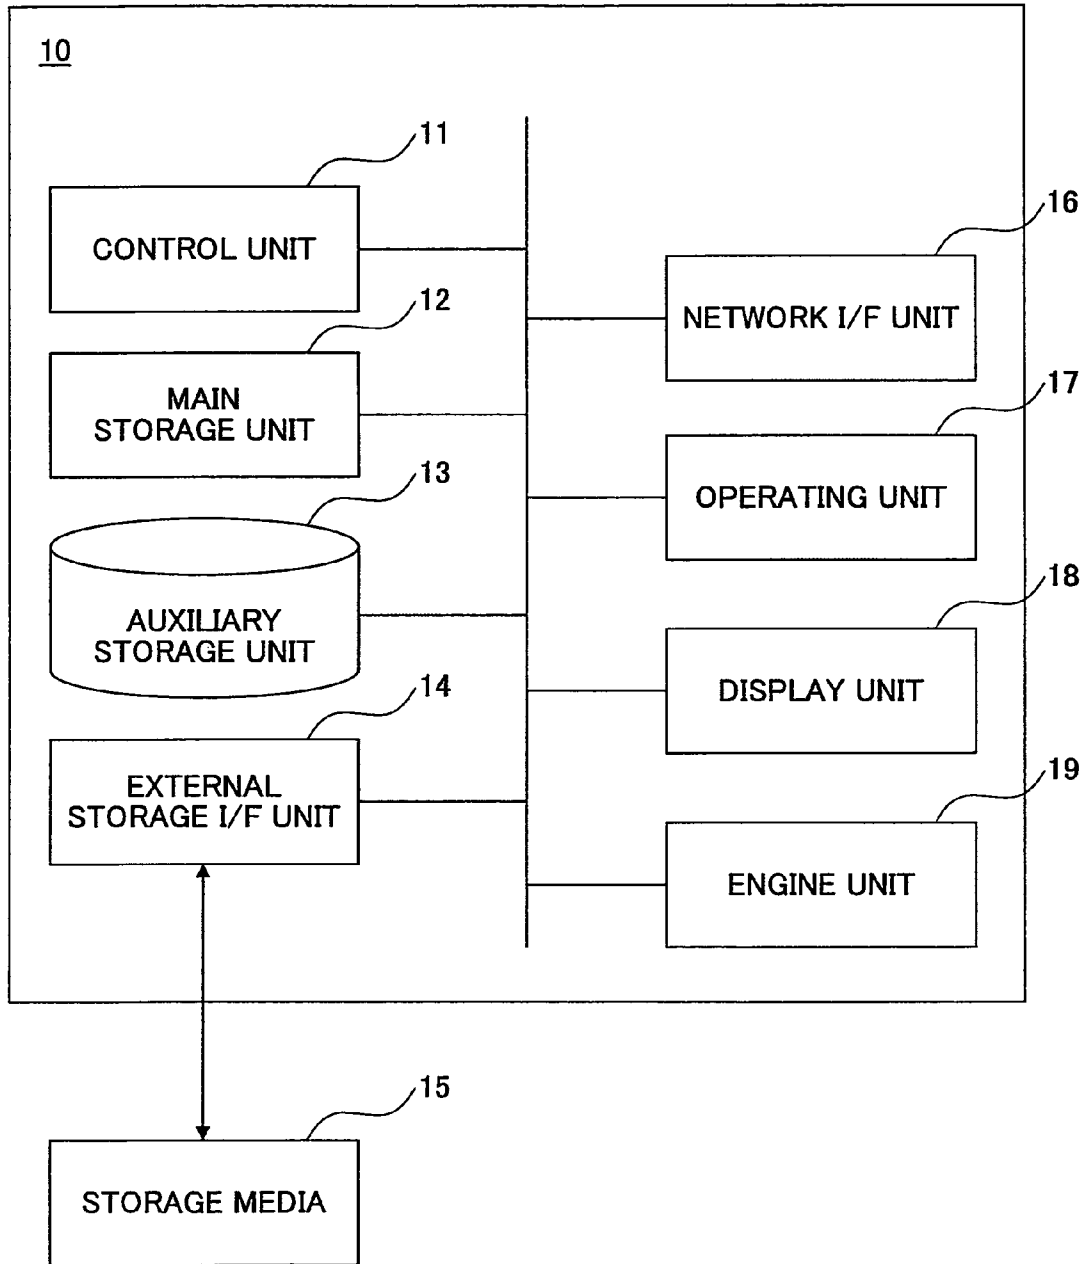 10
11
CONTROL UNIT
12
MAIN
STORAGE UNIT
13
AUXILIARY
STORAGE UNIT
14
EXTERNAL
STORAGE I/F UNIT
16
NETWORK I/F UNIT
17
OPERATING UNIT
18
DISPLAY UNIT
19
ENGINE UNIT
15
STORAGE MEDIA